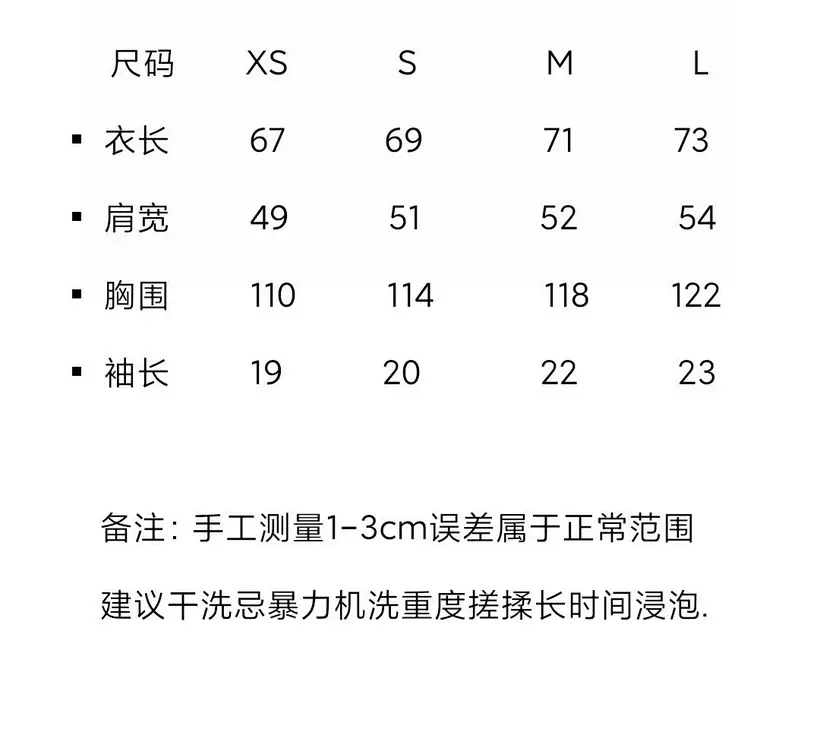 尺码 XS S M L
▪ 衣长 67 69 71 73
▪ 肩宽 49 51 52 54
▪ 胸围 110 114 118 122
▪ 袖长 19 20 22 23
备注: 手工测量1-3cm误差属于正常范围
建议干洗忌暴力机洗重度搓揉长时间浸泡.